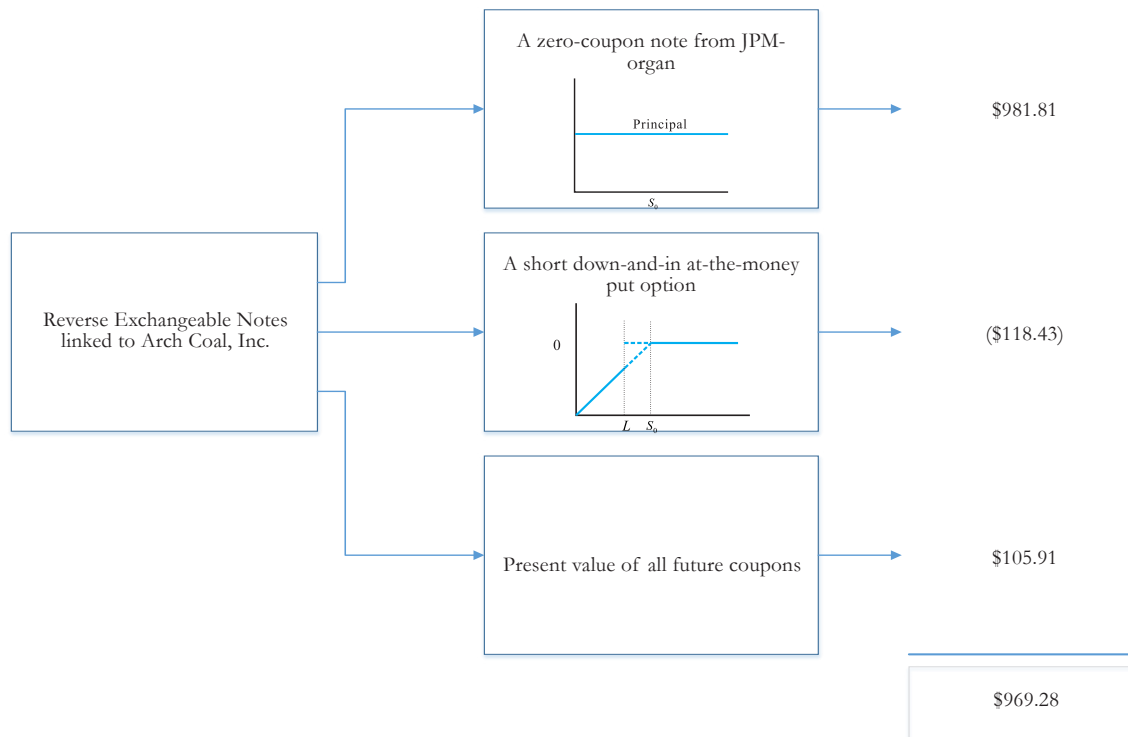 A zero-coupon note from JPM-
organ
Principal
S₀
$981.81
Reverse Exchangeable Notes
linked to Arch Coal, Inc.
A short down-and-in at-the-money
put option
0
L S₀
($118.43)
Present value of all future coupons
$105.91
$969.28